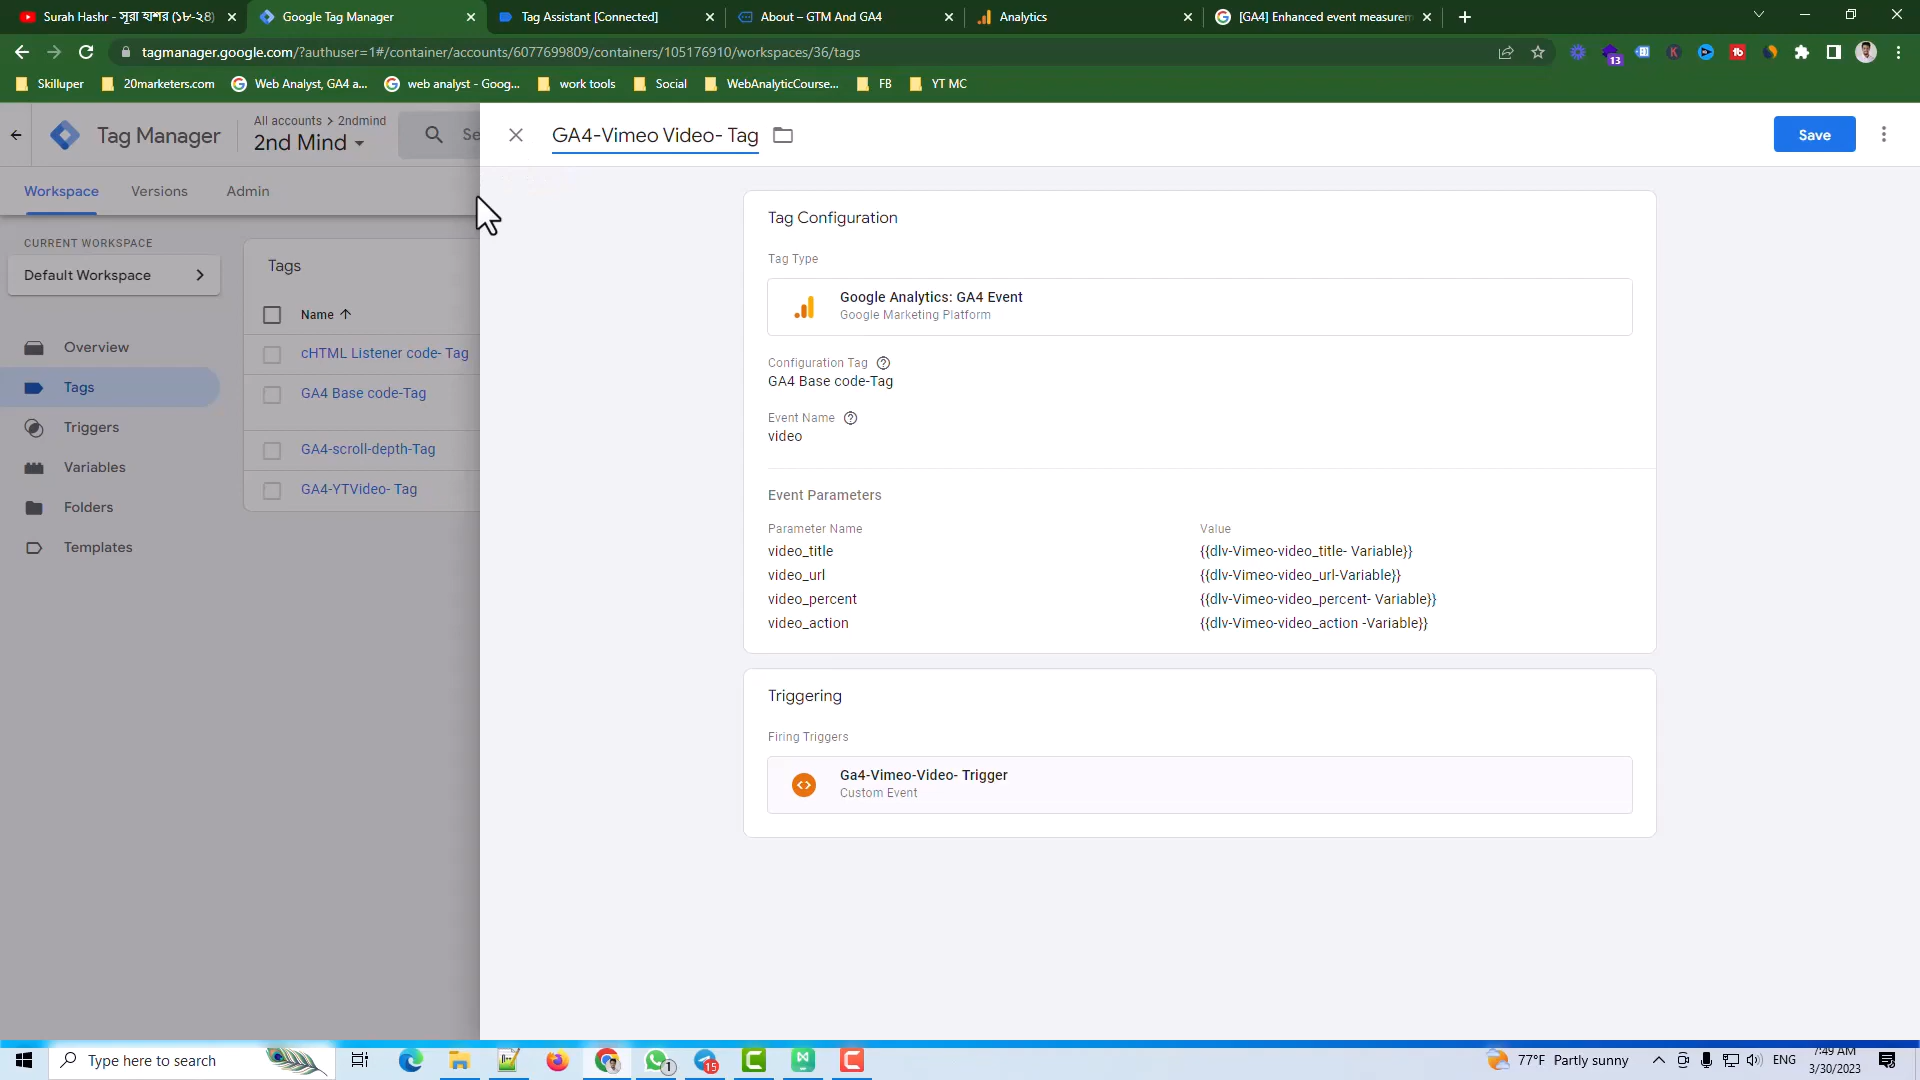 Surah Hashr - সূরা হাশর (১৮-২৪)
Google Tag Manager
Tag Assistant [Connected]
About – GTM And GA4
Analytics
[GA4] Enhanced event measurem
tagmanager.google.com/?authuser=1#/container/accounts/6077699809/containers/105176910/workspaces/36/tags
13
Skilluper
20marketers.com
Web Analyst, GA4 a...
web analyst - Goog...
work tools
Social
WebAnalyticCourse...
FB
YT MC
Tag Manager
All accounts > 2ndmind
2nd Mind
Se
GA4-Vimeo Video- Tag
Save
Workspace
Versions
Admin
CURRENT WORKSPACE
Default Workspace
Overview
Tags
Triggers
Variables
Folders
Templates
Tags
Name
cHTML Listener code- Tag
GA4 Base code-Tag
GA4-scroll-depth-Tag
GA4-YTVideo- Tag
Tag Configuration
Tag Type
Google Analytics: GA4 Event
Google Marketing Platform
Configuration Tag
GA4 Base code-Tag
Event Name
video
Event Parameters
Parameter Name Value
video_title {{dlv-Vimeo-video_title- Variable}}
video_url {{dlv-Vimeo-video_url-Variable}}
video_percent {{dlv-Vimeo-video_percent- Variable}}
video_action {{dlv-Vimeo-video_action -Variable}}
Triggering
Firing Triggers
Ga4-Vimeo-Video- Trigger
Custom Event
Type here to search
1
15
77°F Partly sunny
ENG
7:49 AM
3/30/2023